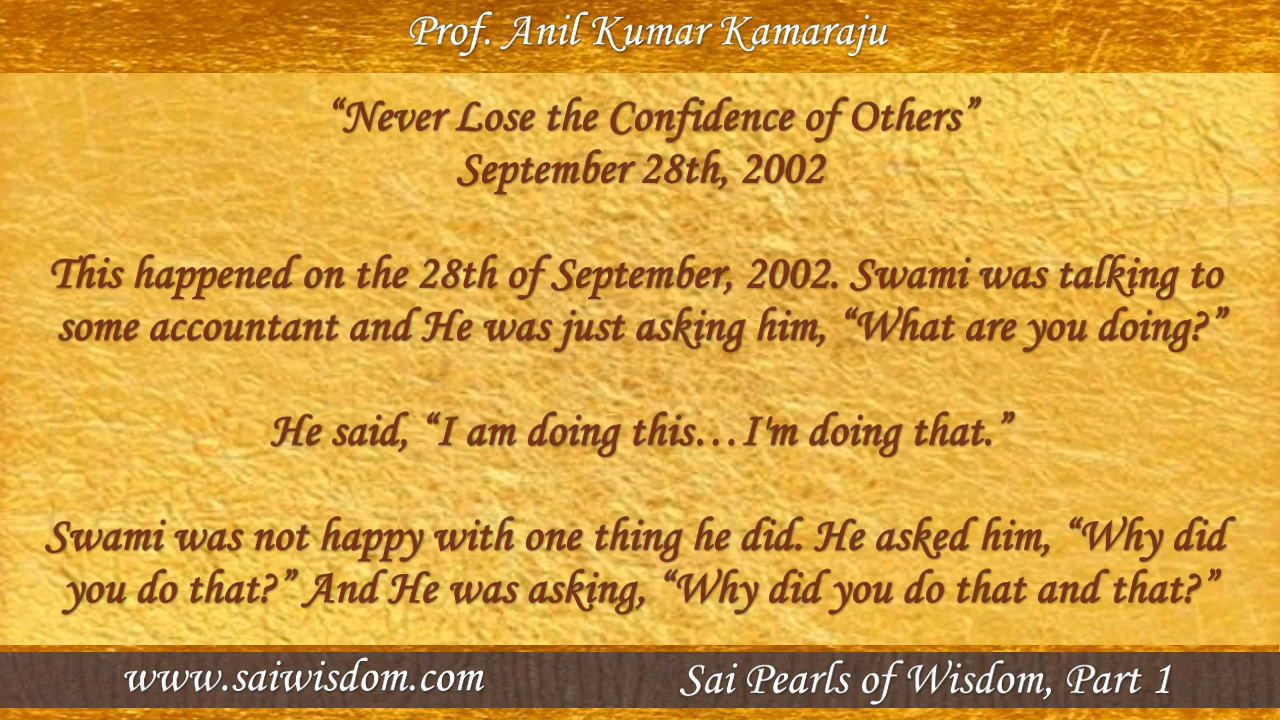 Prof. Anil Kumar Kamaraju
“Never Lose the Confidence of Others”
September 28th, 2002
This happened on the 28th of September, 2002. Swami was talking to
some accountant and He was just asking him, “What are you doing?”
He said, “I am doing this…I'm doing that.”
Swami was not happy with one thing he did. He asked him, “Why did
you do that?” And He was asking, “Why did you do that and that?”
www.saiwisdom.com
Sai Pearls of Wisdom, Part 1